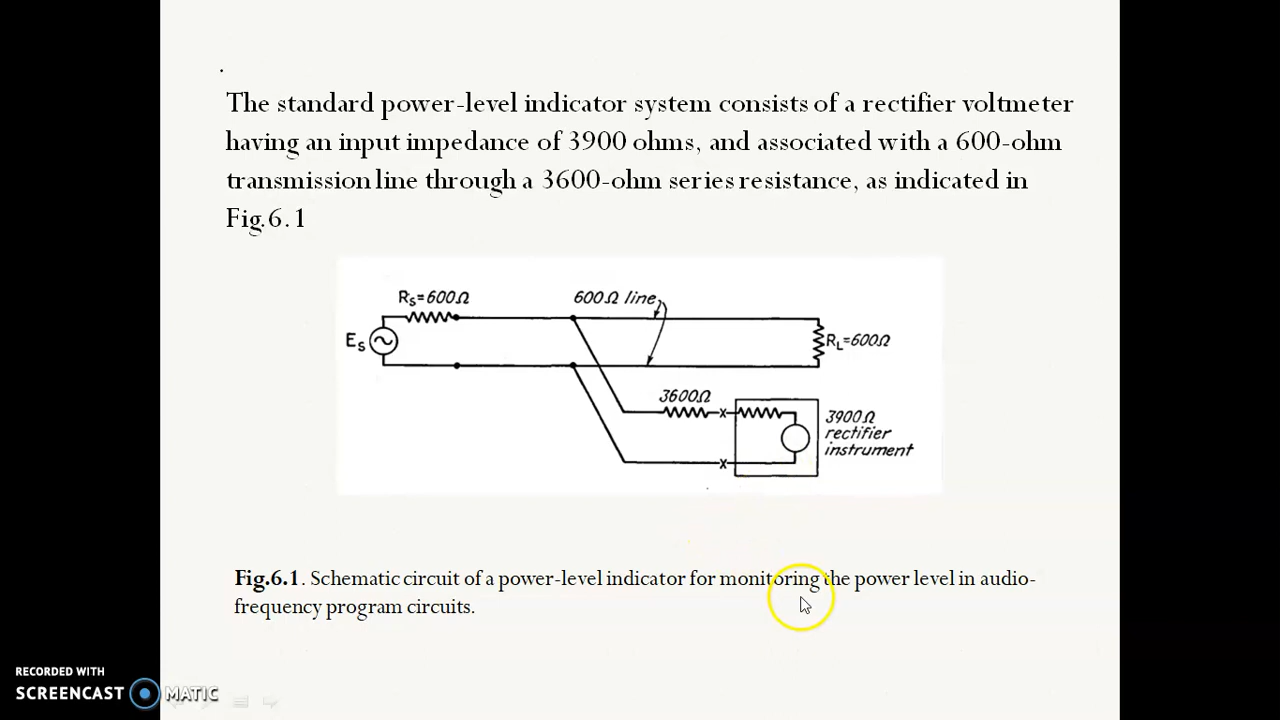 .
The standard power-level indicator system consists of a rectifier voltmeter
having an input impedance of 3900 ohms, and associated with a 600-ohm
transmission line through a 3600-ohm series resistance, as indicated in
Fig.6.1
Rs=600Ω
600Ω line
Es
RL=600Ω
3600Ω
x
x
3900Ω
rectifier
instrument
Fig.6.1. Schematic circuit of a power-level indicator for monitoring the power level in audio-
frequency program circuits.
RECORDED WITH
SCREENCAST MATIC